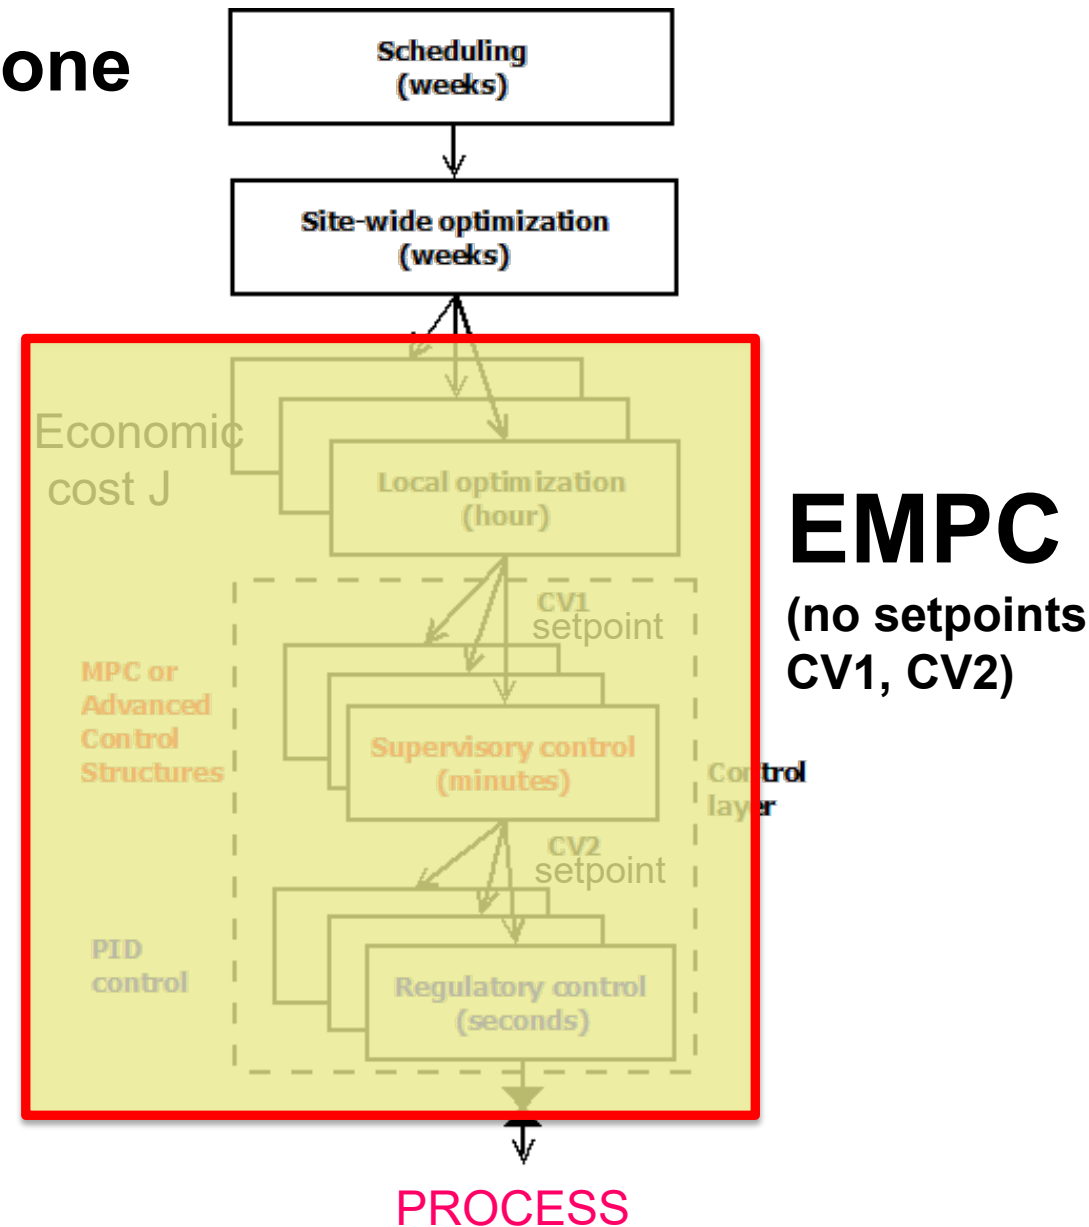 one
Scheduling
(weeks)
Site-wide optimization
(weeks)
Economic
cost J
Local optimization
(hour)
EMPC
(no setpoints
CV1, CV2)
CV1
setpoint
MPC or
Advanced
Control
Structures
Supervisory control
(minutes)
Control
layer
CV2
setpoint
PID
control
Regulatory control
(seconds)
PROCESS